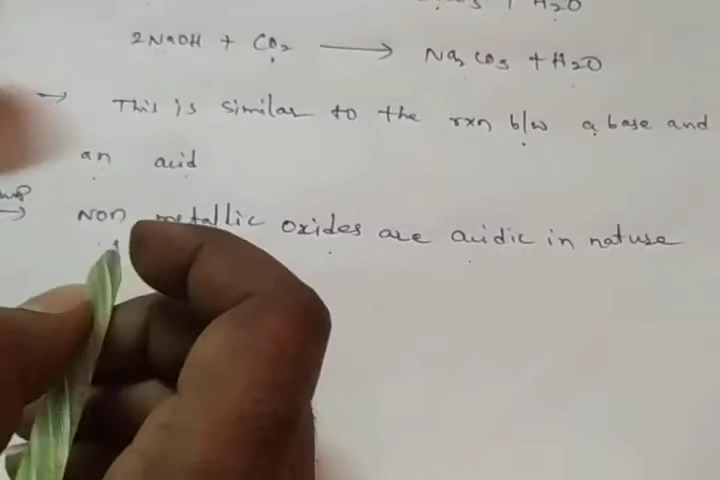 H2O
2NaOH + CO2 → Na2CO3 + H2O
→ This is similar to the rxn b/w a base and
an acid
→ Non metallic oxides are acidic in nature